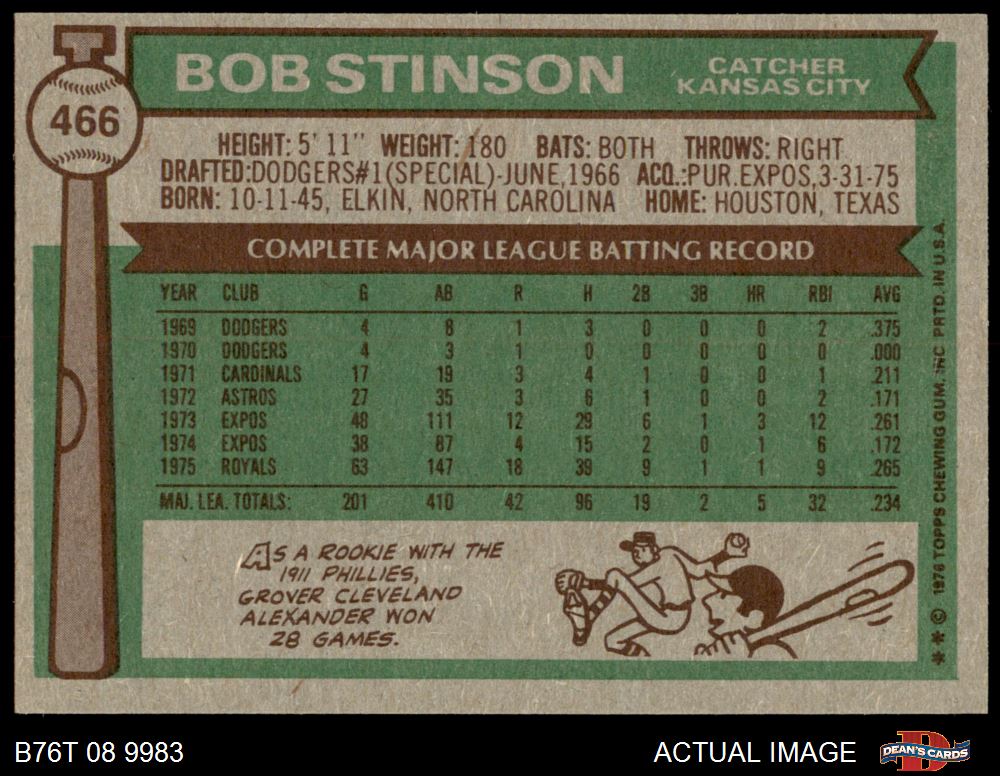 BOB STINSON
CATCHER
KANSAS CITY
466
HEIGHT: 5' 11" WEIGHT: 180 BATS: BOTH THROWS: RIGHT
DRAFTED: DODGERS #1 (SPECIAL)-JUNE, 1966 ACQ.: PUR. EXPOS, 3-31-75
BORN: 10-11-45, ELKIN, NORTH CAROLINA HOME: HOUSTON, TEXAS
COMPLETE MAJOR LEAGUE BATTING RECORD
YEAR CLUB G AB R H 2B 3B HR RBI AVG
1969 DODGERS 4 8 1 3 0 0 0 2 .375
1970 DODGERS 4 3 1 0 0 0 0 0 .000
1971 CARDINALS 17 19 3 4 1 0 0 1 .211
1972 ASTROS 27 35 3 6 1 0 0 2 .171
1973 EXPOS 48 111 12 29 6 1 3 12 .261
1974 EXPOS 38 87 4 15 2 0 1 6 .172
1975 ROYALS 63 147 18 39 9 1 1 9 .265
MAJ. LEA. TOTALS: 201 410 42 96 19 2 5 32 .234
AS A ROOKIE WITH THE
1911 PHILLIES,
GROVER CLEVELAND
ALEXANDER WON
28 GAMES.
** © 1976 TOPPS CHEWING GUM, INC. PRTD. IN U.S.A.
B76T 08 9983
ACTUAL IMAGE
D
DEAN'S CARDS